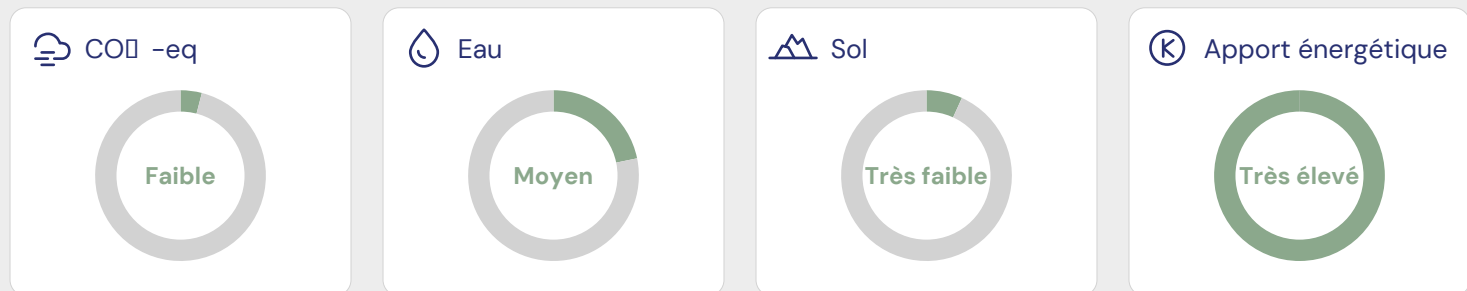 CO▯ -eq
Faible
Eau
Moyen
Sol
Très faible
Apport énergétique
Très élevé